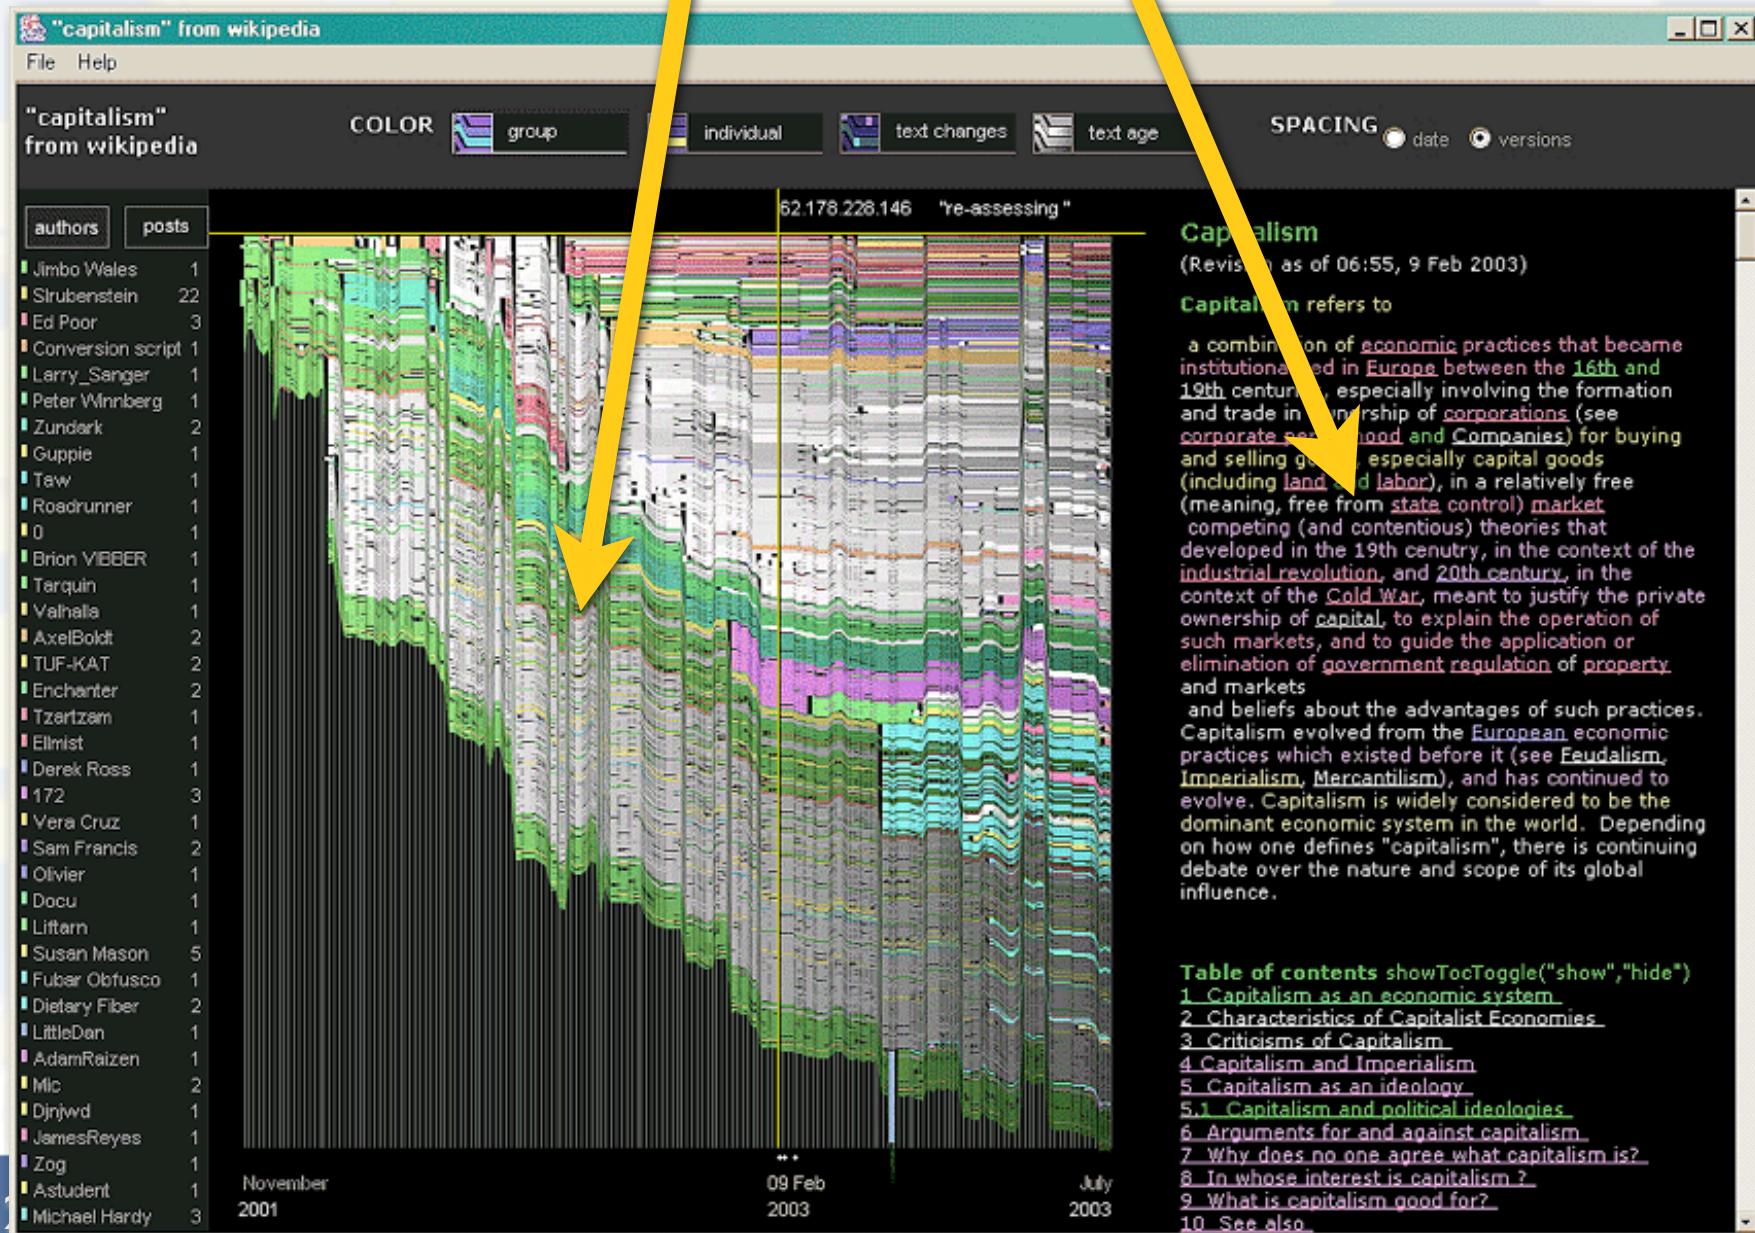 "capitalism" from wikipedia
File Help
"capitalism"
from wikipedia
COLOR
group
individual
text changes
text age
SPACING
date
versions
authors
posts
62.178.228.146 "re-assessing "
Jimbo Wales 1
Slrubenstein 22
Ed Poor 3
Conversion script 1
Larry_Sanger 1
Peter Winnberg 1
Zundark 2
Guppie 1
Taw 1
Roadrunner 1
0 1
Brion VIBBER 1
Tarquin 1
Valhalla 1
AxelBoldt 2
TUF-KAT 2
Enchanter 2
Tzartzam 1
Ellmist 1
Derek Ross 1
172 3
Vera Cruz 1
Sam Francis 2
Olivier 1
Docu 1
Littarn 1
Susan Mason 5
Fubar Obfusco 1
Dietary Fiber 2
LittleDan 1
AdamRaizen 1
Mic 2
Djnjwd 1
JamesReyes 1
Zog 1
Astudent 1
Michael Hardy 3
November
2001
09 Feb
2003
July
2003
Capitalism
(Revision as of 06:55, 9 Feb 2003)
Capitalism refers to
a combination of economic practices that became
institutionalized in Europe between the 16th and
19th centuries, especially involving the formation
and trade in ownership of corporations (see
corporate personhood and Companies) for buying
and selling goods, especially capital goods
(including land and labor), in a relatively free
(meaning, free from state control) market
competing (and contentious) theories that
developed in the 19th cenutry, in the context of the
industrial revolution, and 20th century, in the
context of the Cold War, meant to justify the private
ownership of capital, to explain the operation of
such markets, and to guide the application or
elimination of government regulation of property
and markets
and beliefs about the advantages of such practices.
Capitalism evolved from the European economic
practices which existed before it (see Feudalism,
Imperialism, Mercantilism), and has continued to
evolve. Capitalism is widely considered to be the
dominant economic system in the world. Depending
on how one defines "capitalism", there is continuing
debate over the nature and scope of its global
influence.
Table of contents showTocToggle("show","hide")
1 Capitalism as an economic system
2 Characteristics of Capitalist Economies
3 Criticisms of Capitalism
4 Capitalism and Imperialism
5 Capitalism as an ideology
5.1 Capitalism and political ideologies
6 Arguments for and against capitalism
7 Why does no one agree what capitalism is?
8 In whose interest is capitalism ?
9 What is capitalism good for?
10 See also